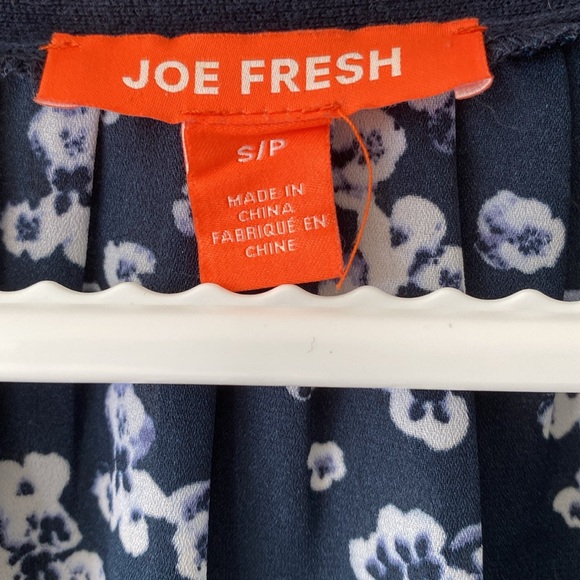 JOE FRESH
S/P
MADE IN
CHINA
FABRIQUÉ EN
CHINE